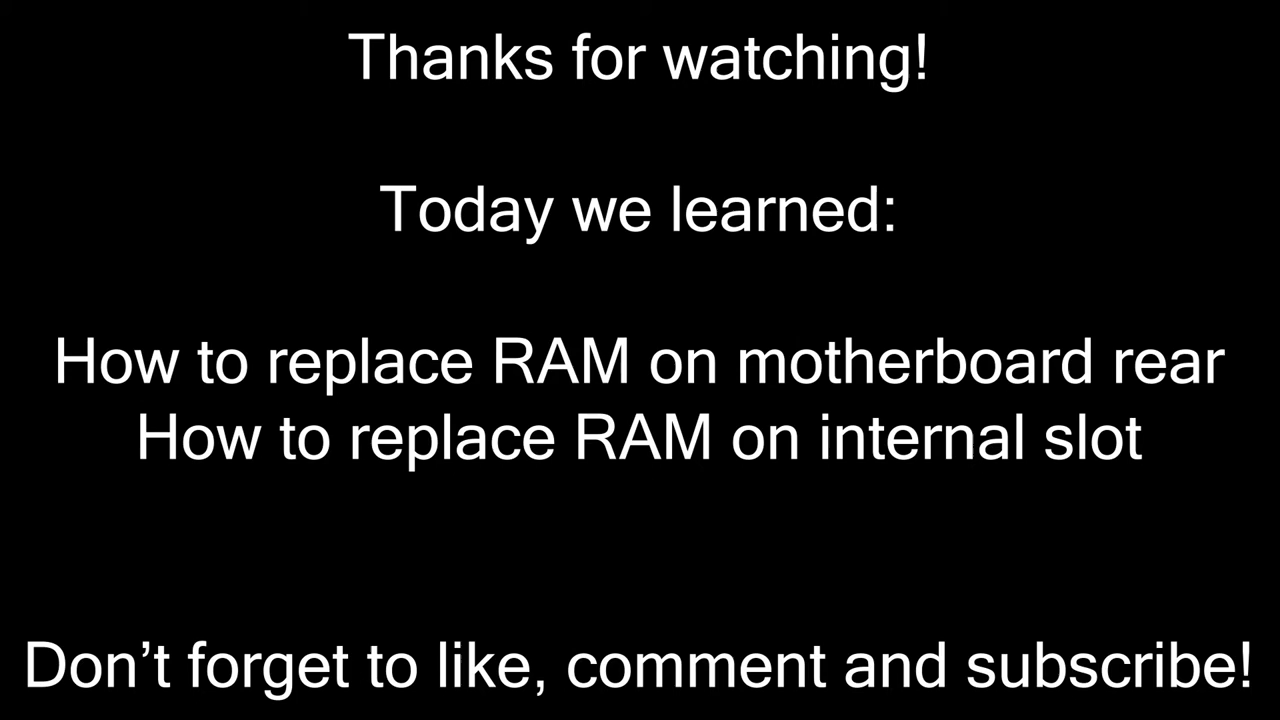 Thanks for watching!
Today we learned:
How to replace RAM on motherboard rear
How to replace RAM on internal slot
Don’t forget to like, comment and subscribe!